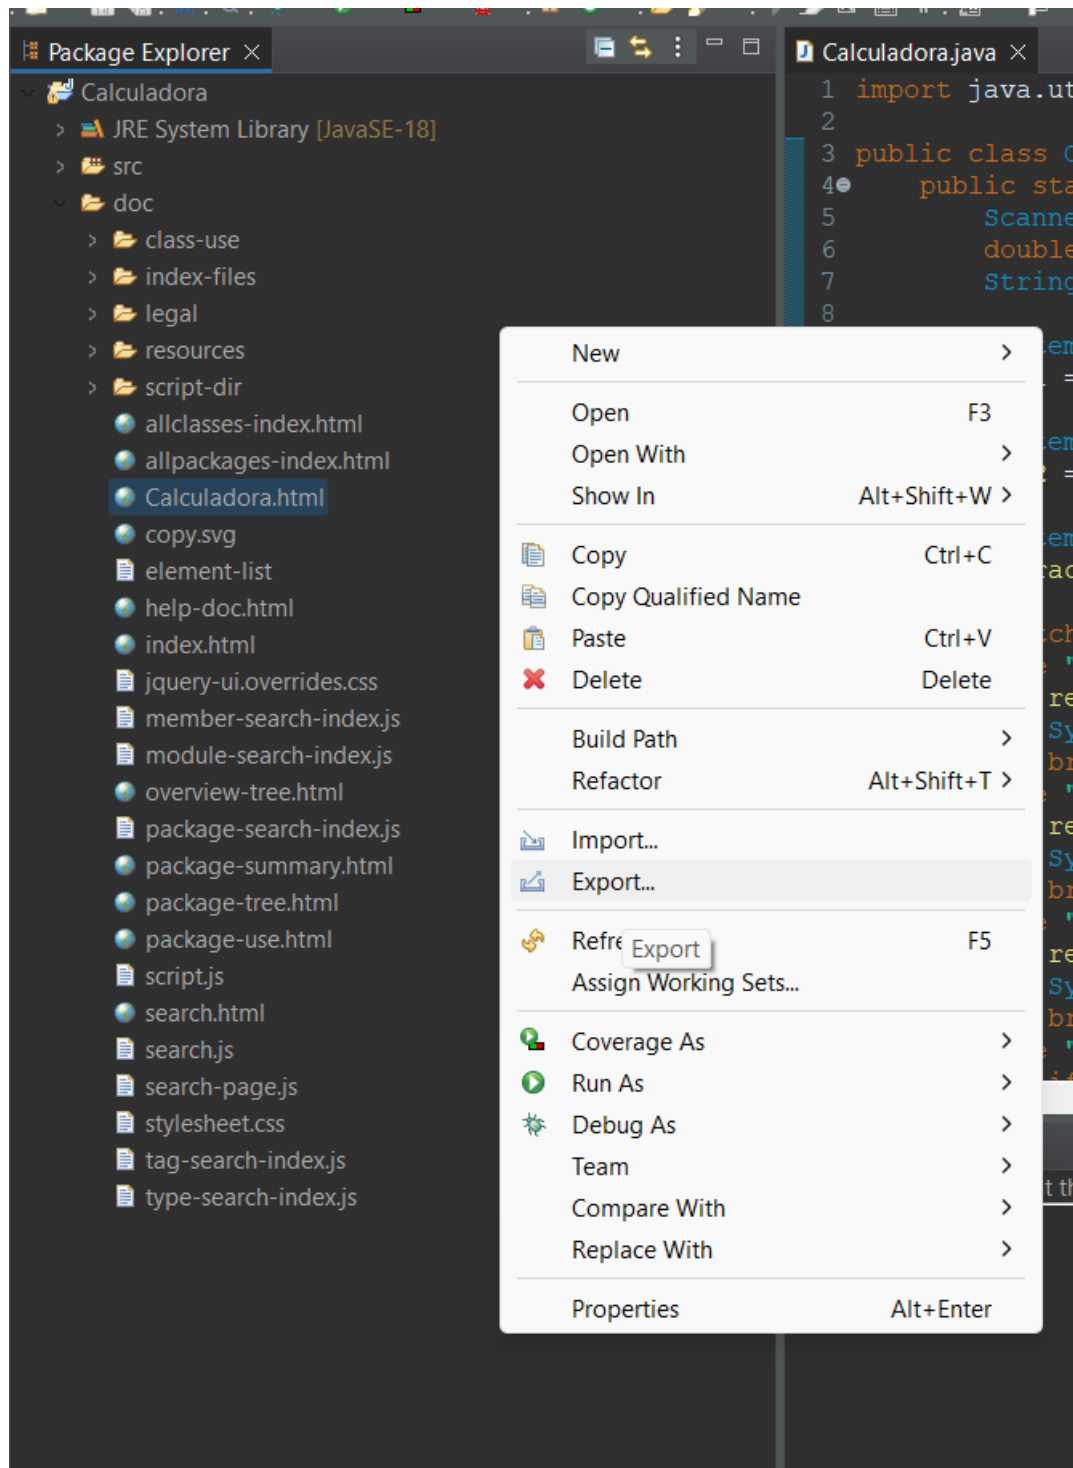 Package Explorer
Calculadora
JRE System Library [JavaSE-18]
src
doc
class-use
index-files
legal
resources
script-dir
allclasses-index.html
allpackages-index.html
Calculadora.html
copy.svg
element-list
help-doc.html
index.html
jquery-ui.overrides.css
member-search-index.js
module-search-index.js
overview-tree.html
package-search-index.js
package-summary.html
package-tree.html
package-use.html
script.js
search.html
search.js
search-page.js
stylesheet.css
tag-search-index.js
type-search-index.js
New
Open F3
Open With
Show In Alt+Shift+W
Copy Ctrl+C
Copy Qualified Name
Paste Ctrl+V
Delete Delete
Build Path
Refactor Alt+Shift+T
Import...
Export...
Refre F5
Export
Assign Working Sets...
Coverage As
Run As
Debug As
Team
Compare With
Replace With
Properties Alt+Enter
Calculadora.java
1 import java.ut
2
3 public class C
4 public sta
5 Scanne
6 double
7 String
8